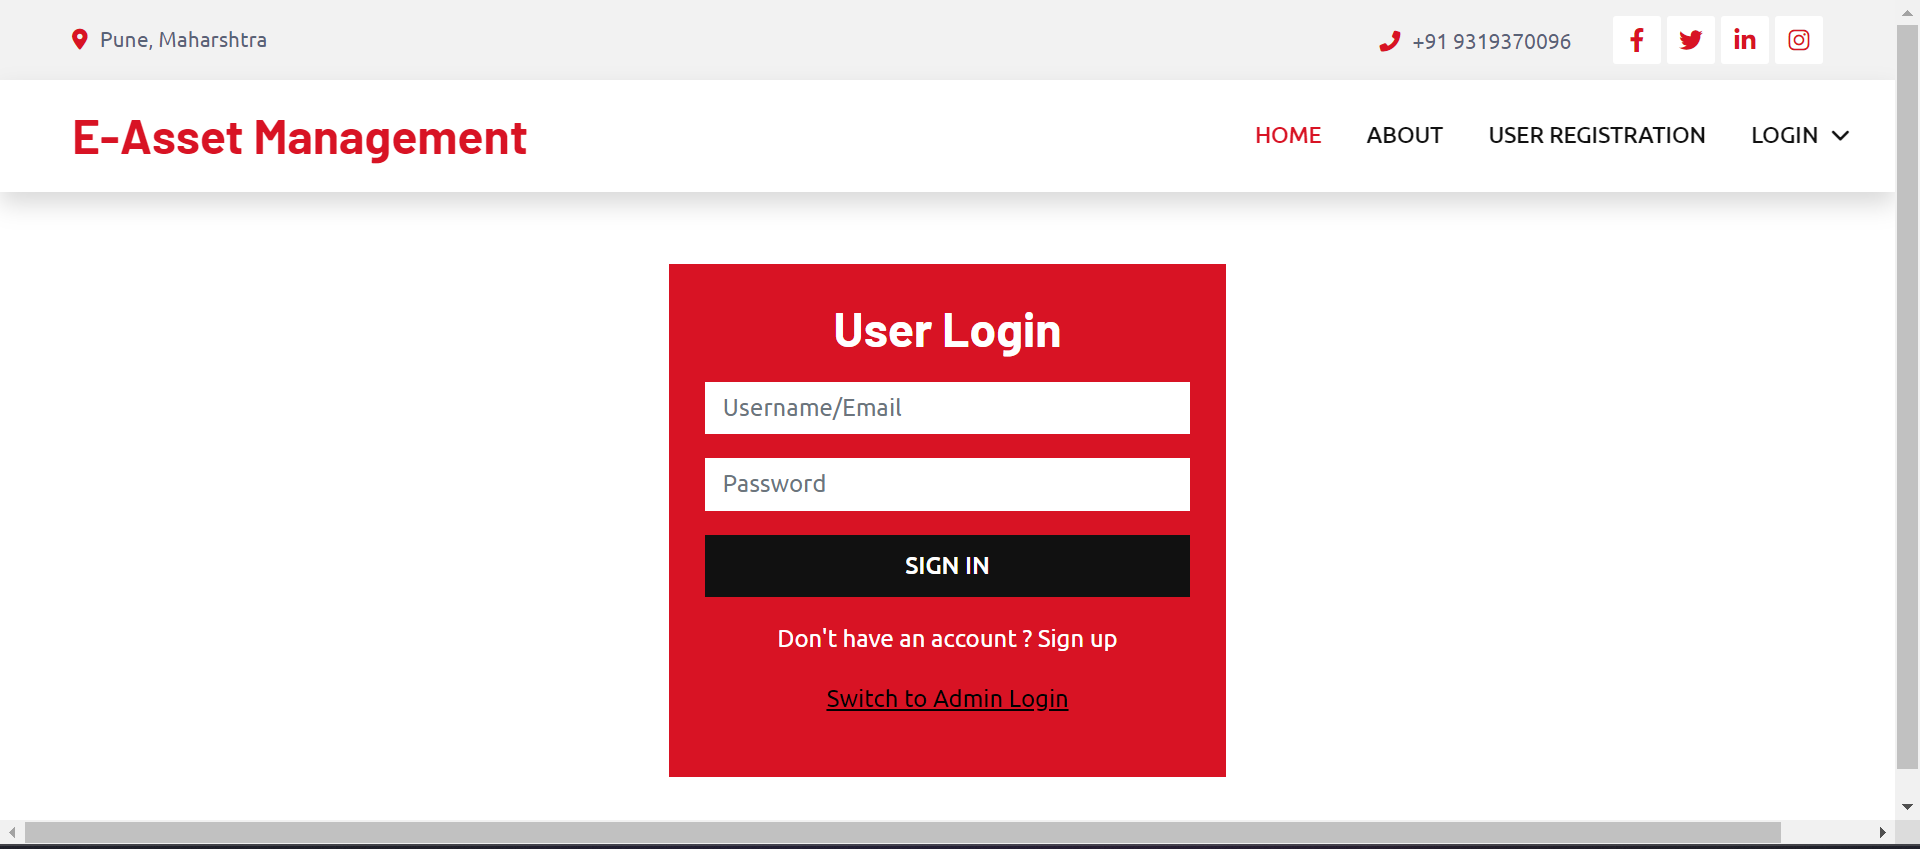 Pune, Maharshtra
+91 9319370096
E-Asset Management
HOME ABOUT USER REGISTRATION LOGIN
User Login
Username/Email
Password
SIGN IN
Don't have an account ? Sign up
Switch to Admin Login